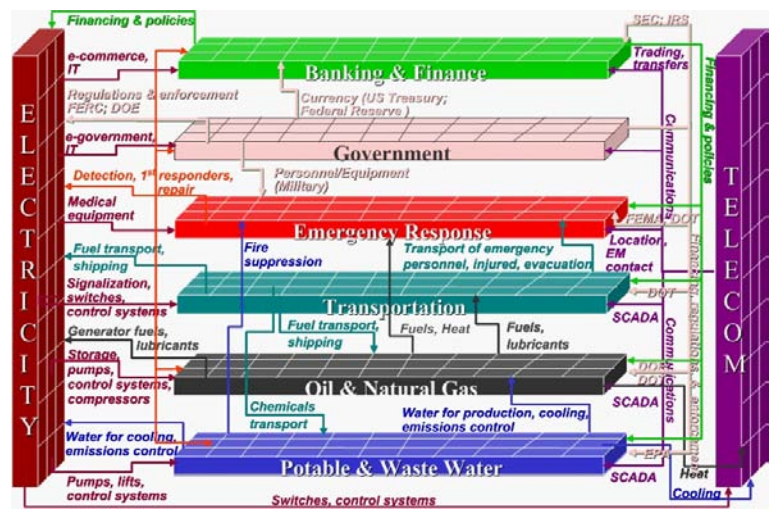 Financing & policies
SEC; IRS
e-commerce,
IT
Banking & Finance
Trading,
transfers
Regulations & enforcement
FERC; DOE
Currency (US Treasury;
Federal Reserve )
Financing & policies
e-government,
IT
Government
Communications
Detection, 1st responders,
repair
Personnel/Equipment
(Military)
ELECTRICITY
TELECOM
Medical
equipment
Emergency Response
FEMA, DOT
Fire
suppression
Transport of emergency
personnel, injured, evacuation
Location,
EM
contact
Fuel transport,
shipping
Signalization,
switches,
control systems
Transportation
DOT
Financing, regulations, & enforcement
Generator fuels,
lubricants
Fuel transport,
shipping
Fuels, Heat
Fuels,
lubricants
SCADA
Communications
Storage,
pumps,
control systems,
compressors
Oil & Natural Gas
DOE
DOT
SCADA
Chemicals
transport
Water for production, cooling,
emissions control
Water for cooling,
emissions control
Potable & Waste Water
EPA
Heat
Pumps, lifts,
control systems
SCADA
Cooling
Switches, control systems